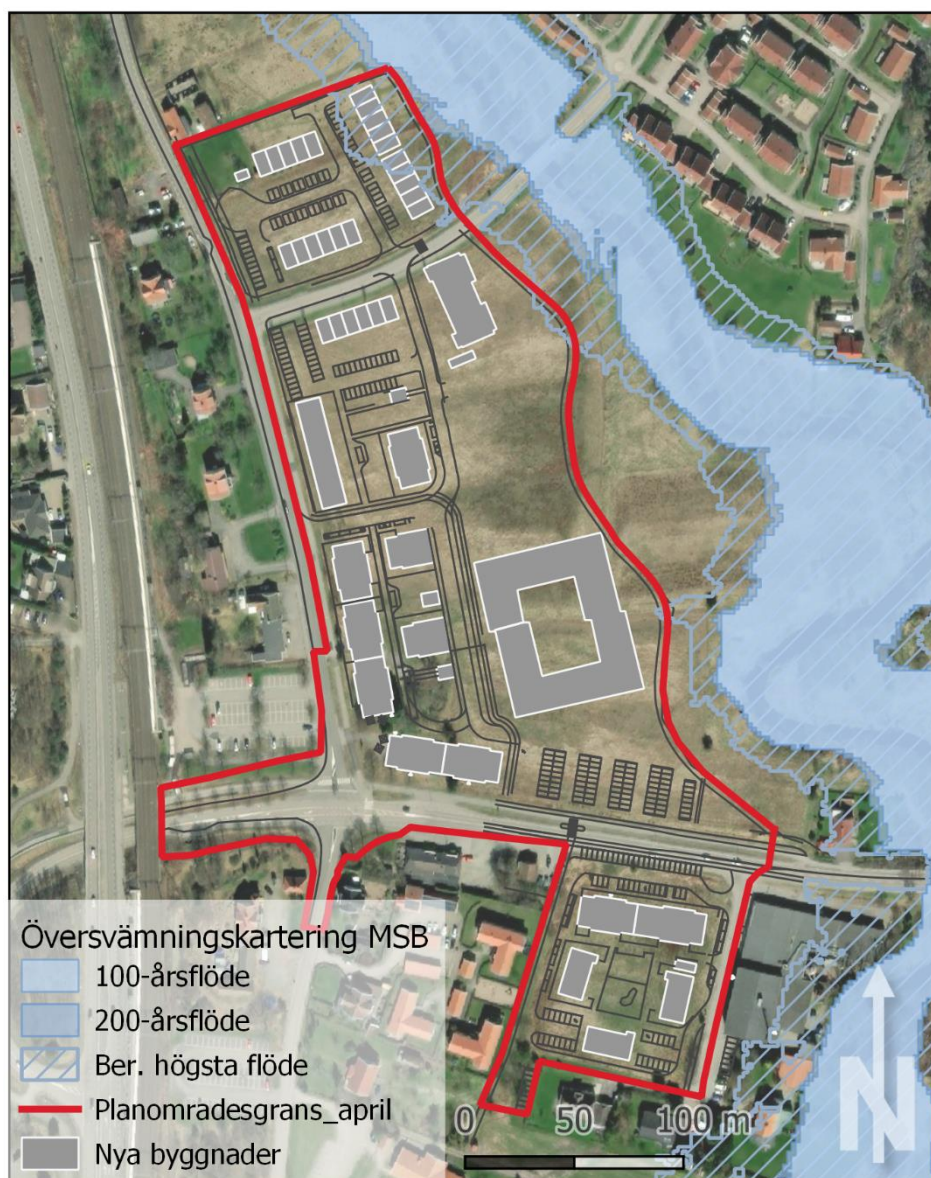 Översvämningskartering MSB
100-årsflöde
200-årsflöde
Ber. högsta flöde
Planomradesgrans_april
Nya byggnader
0 50 100 m
N